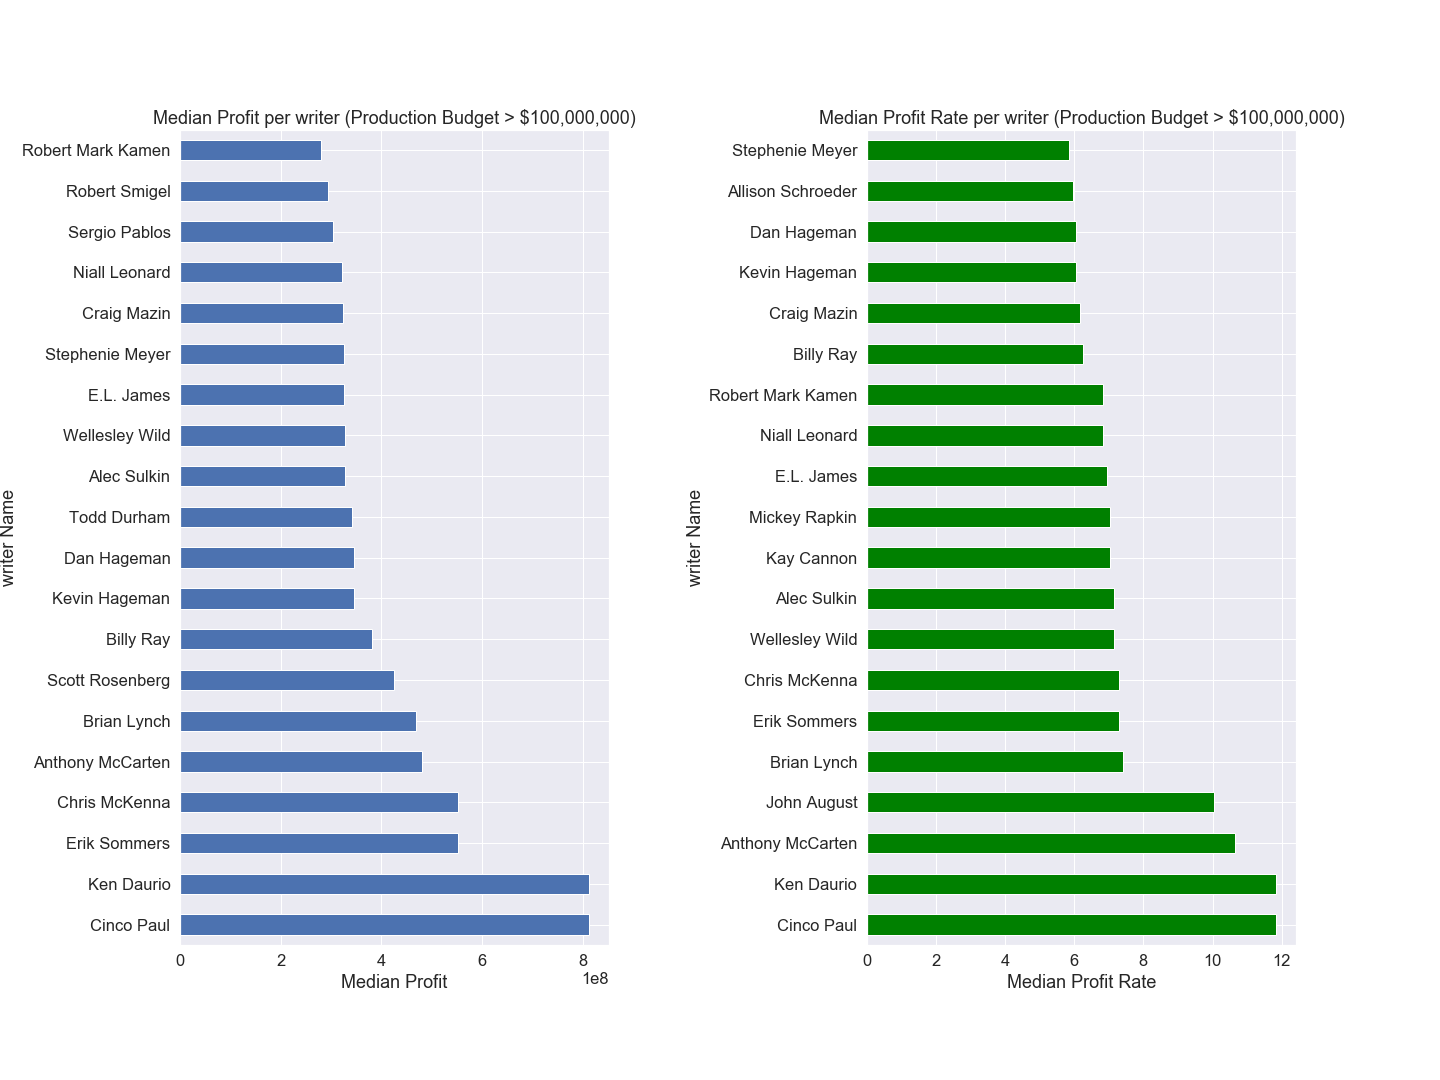 Median Profit per writer (Production Budget > $100,000,000)
Robert Mark Kamen
Robert Smigel
Sergio Pablos
Niall Leonard
Craig Mazin
Stephenie Meyer
E.L. James
Wellesley Wild
Alec Sulkin
Todd Durham
Dan Hageman
Kevin Hageman
Billy Ray
Scott Rosenberg
Brian Lynch
Anthony McCarten
Chris McKenna
Erik Sommers
Ken Daurio
Cinco Paul
writer Name
0 2 4 6 8
1e8
Median Profit
Median Profit Rate per writer (Production Budget > $100,000,000)
Stephenie Meyer
Allison Schroeder
Dan Hageman
Kevin Hageman
Craig Mazin
Billy Ray
Robert Mark Kamen
Niall Leonard
E.L. James
Mickey Rapkin
Kay Cannon
Alec Sulkin
Wellesley Wild
Chris McKenna
Erik Sommers
Brian Lynch
John August
Anthony McCarten
Ken Daurio
Cinco Paul
writer Name
0 2 4 6 8 10 12
Median Profit Rate